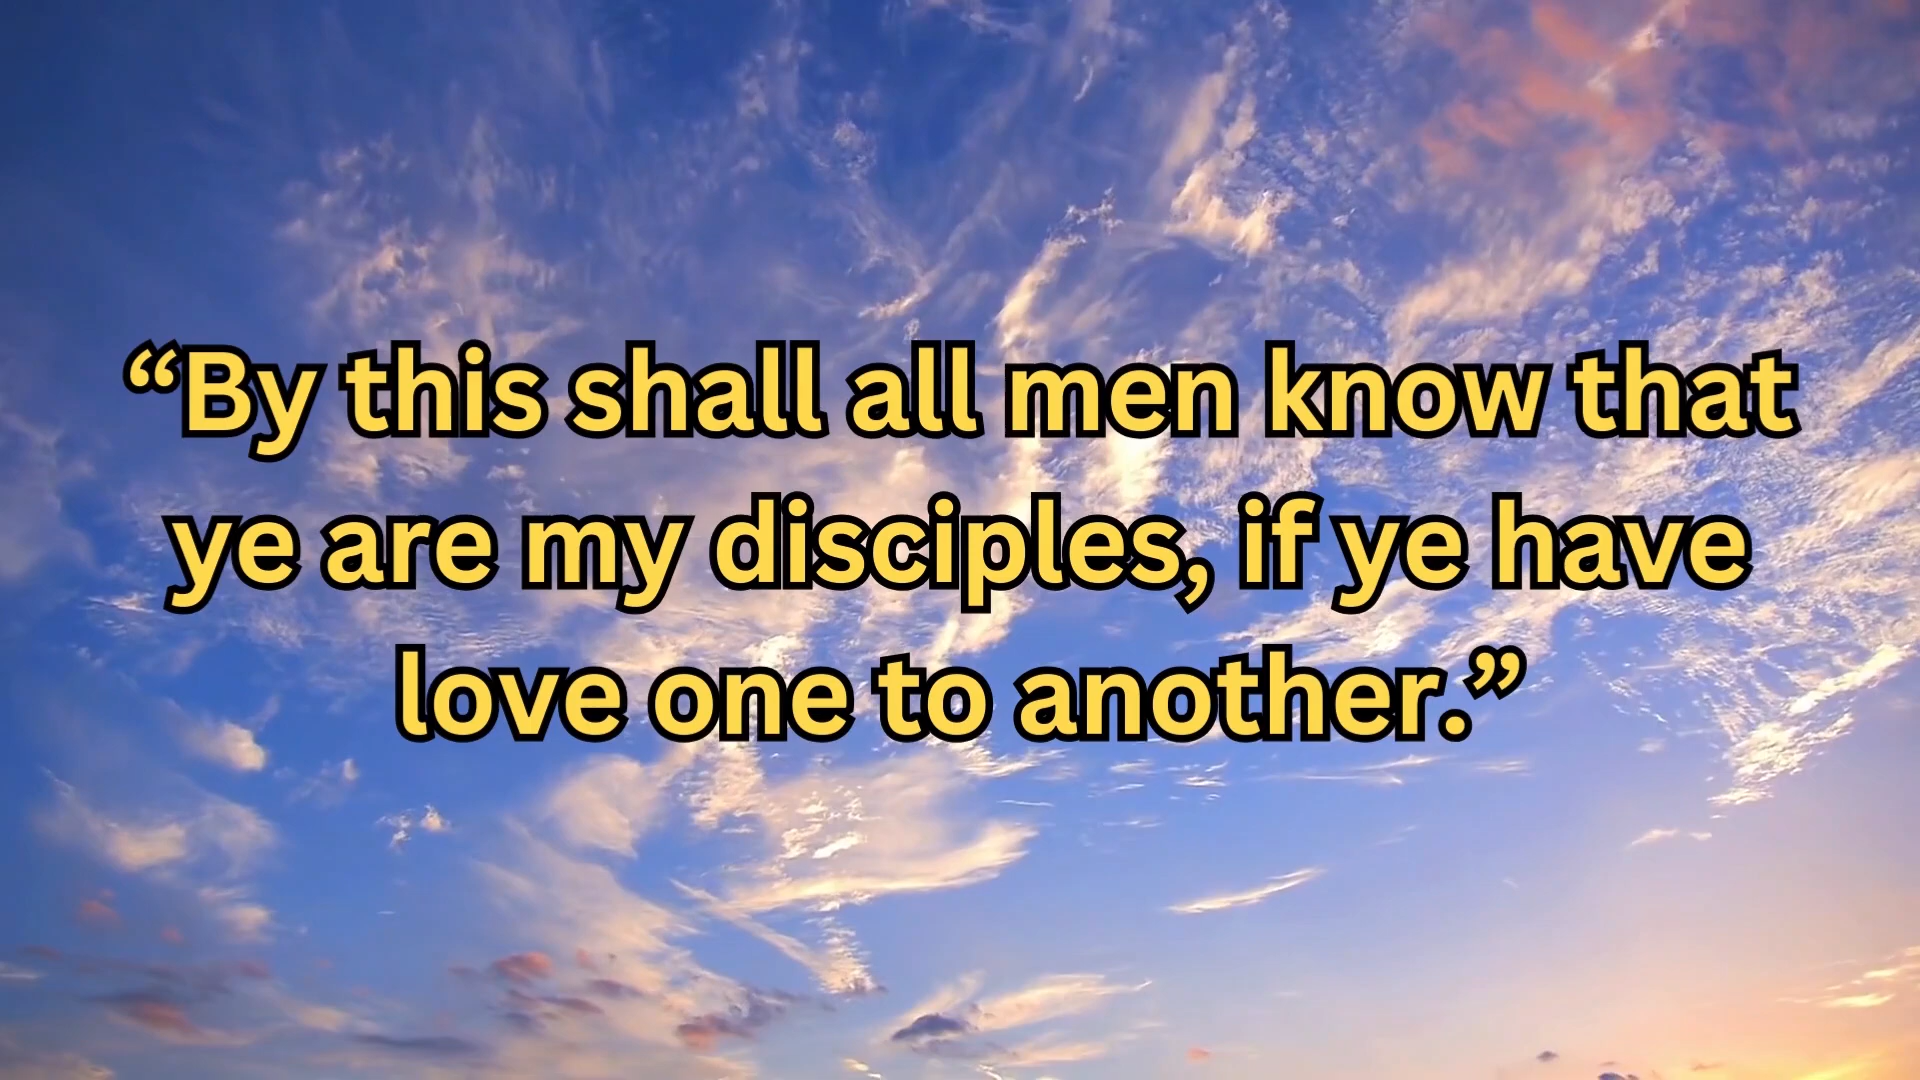 “By this shall all men know that
ye are my disciples, if ye have
love one to another.”